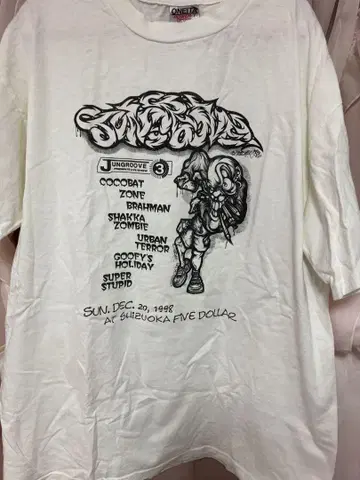 ONEITA
JUNGROOVE
JUNGROOVE
3
COCOBAT
ZONE
BRAHMAN
SHAKKA
ZOMBIE
URBAN
TERROR
GOOFY'S
HOLIDAY
SUPER
STUPID
SUN. DEC. 20, 1998
AT SHIZUOKA FIVE DOLLAR